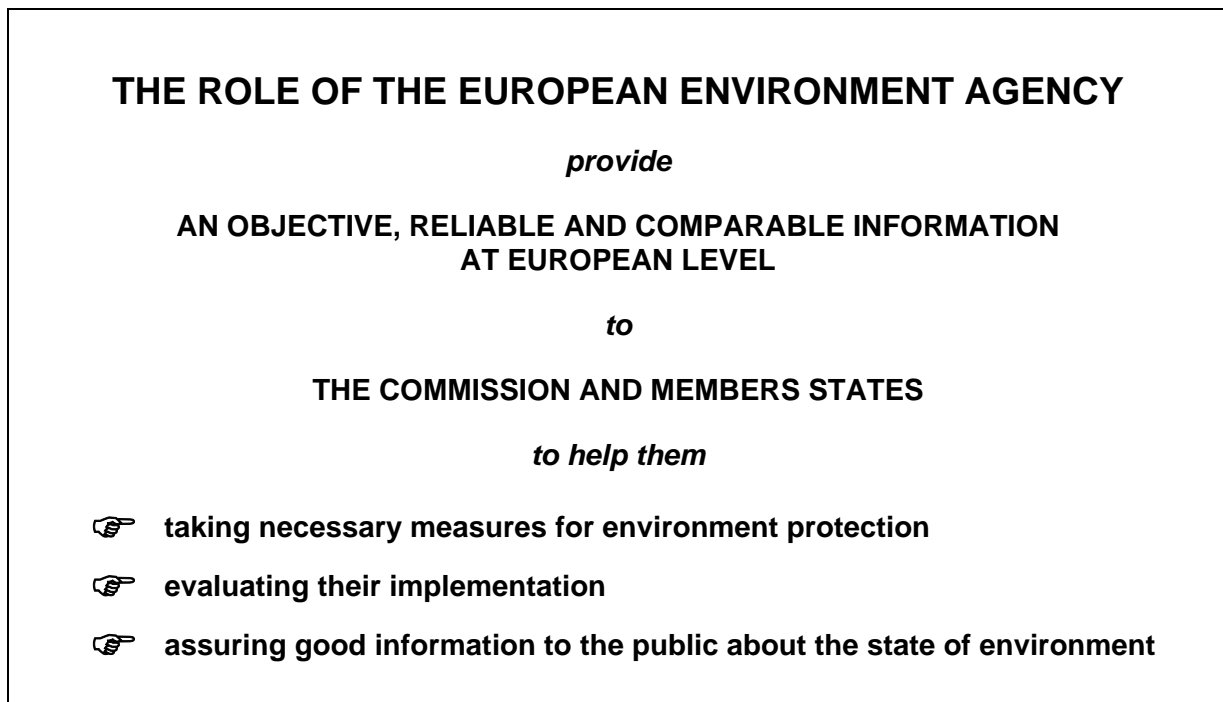 THE ROLE OF THE EUROPEAN ENVIRONMENT AGENCY
provide
AN OBJECTIVE, RELIABLE AND COMPARABLE INFORMATION
AT EUROPEAN LEVEL
to
THE COMMISSION AND MEMBERS STATES
to help them
☞ taking necessary measures for environment protection
☞ evaluating their implementation
☞ assuring good information to the public about the state of environment